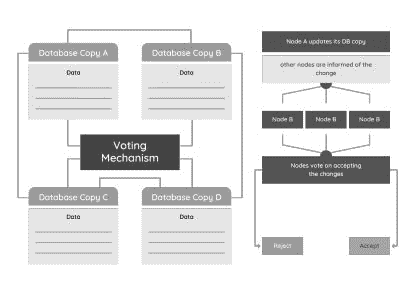 Database Copy A
Data
Database Copy B
Data
Voting
Mechanism
Database Copy C
Data
Database Copy D
Data
Node A updates its DB copy
other nodes are informed of the
change
Node B
Node B
Node B
Nodes vote on accepting
the changes
Reject
Accept